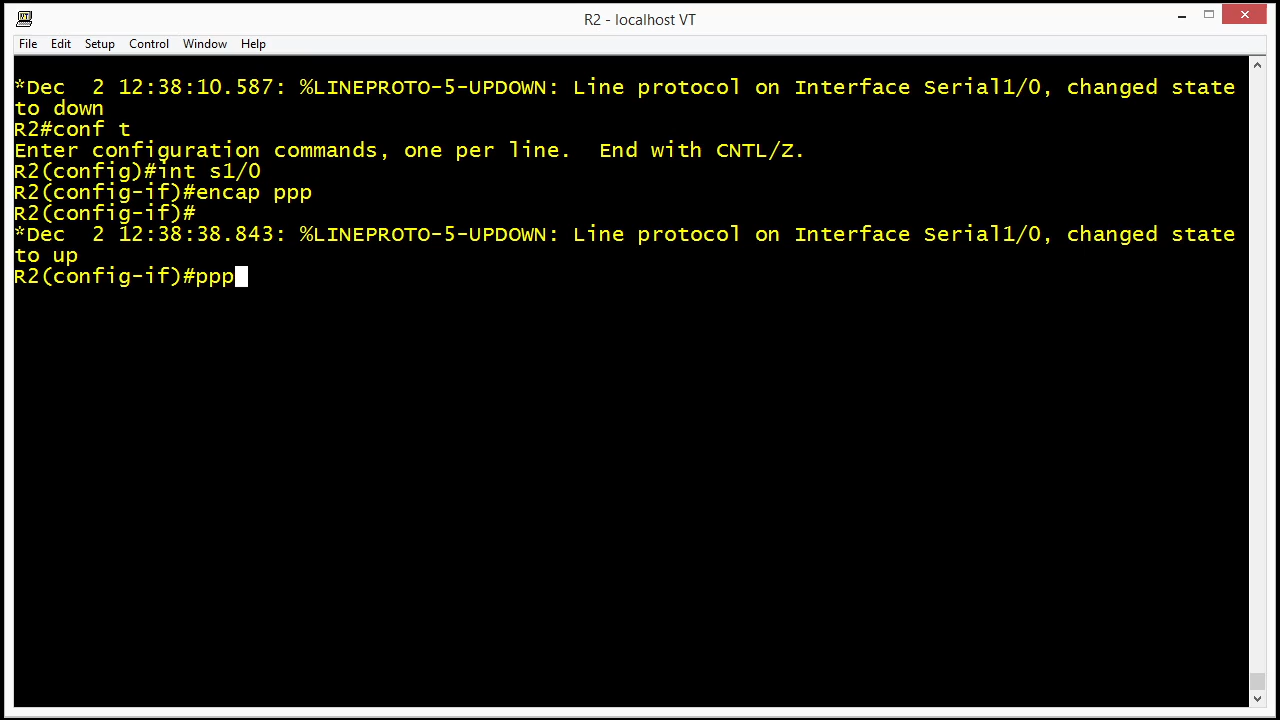 R2 - localhost VT
File Edit Setup Control Window Help
*Dec  2 12:38:10.587: %LINEPROTO-5-UPDOWN: Line protocol on Interface Serial1/0, changed state
to down
R2#conf t
Enter configuration commands, one per line.  End with CNTL/Z.
R2(config)#int s1/0
R2(config-if)#encap ppp
R2(config-if)#
*Dec  2 12:38:38.843: %LINEPROTO-5-UPDOWN: Line protocol on Interface Serial1/0, changed state
to up
R2(config-if)#ppp